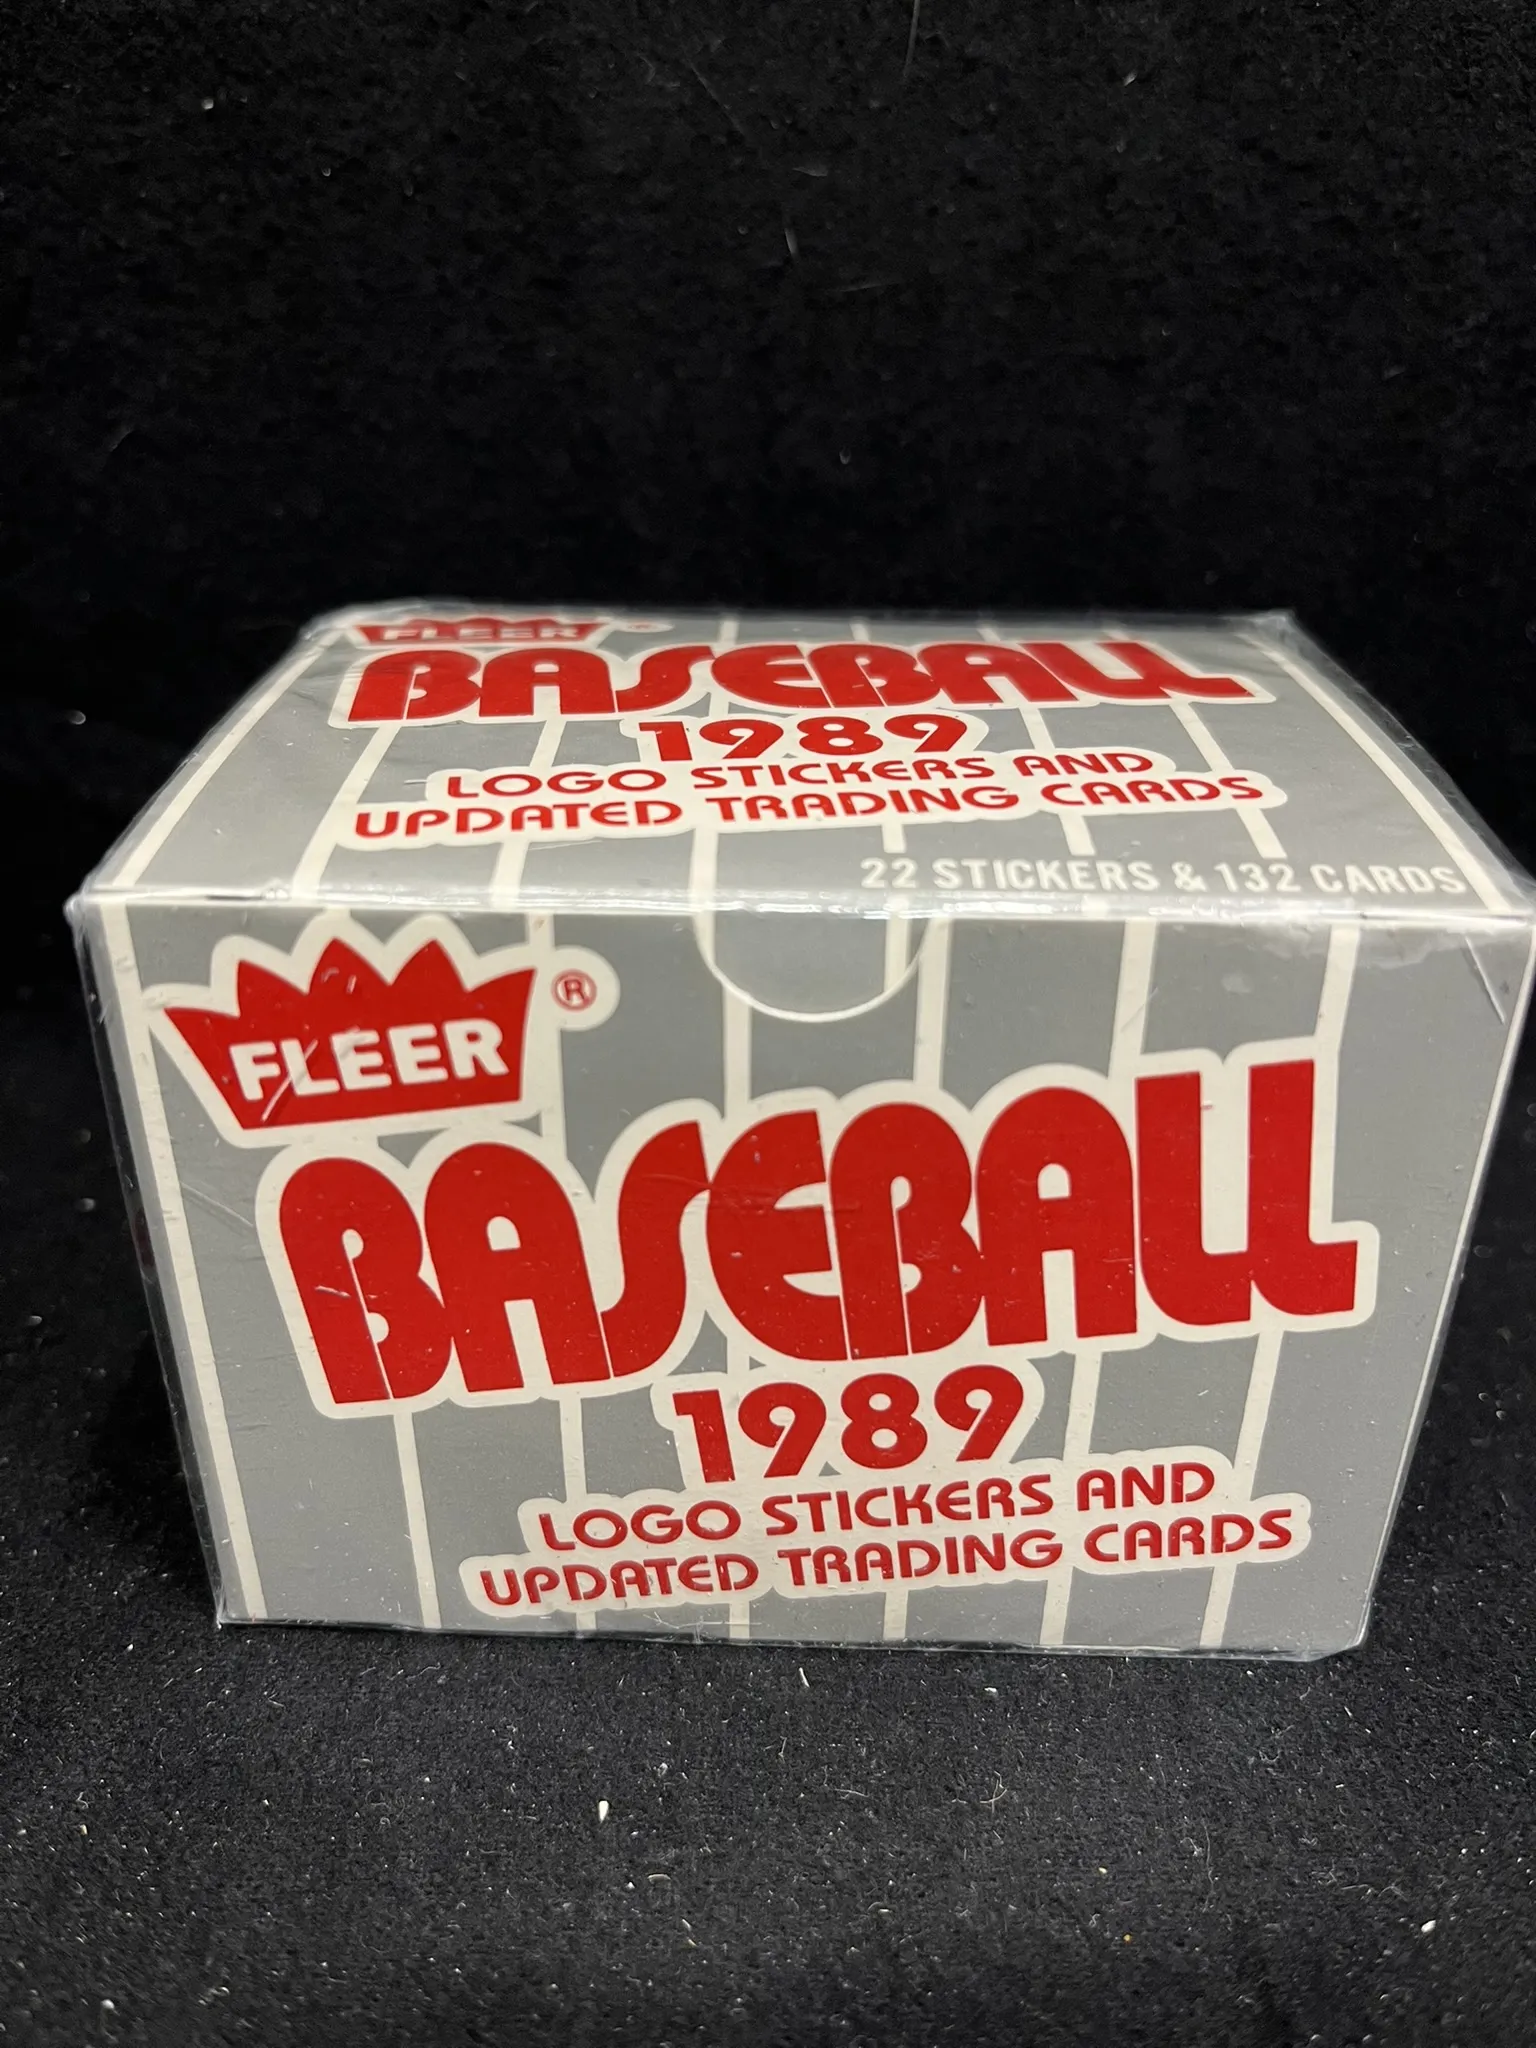 FLEER ®
BASEBALL
1989
LOGO STICKERS AND
UPDATED TRADING CARDS
22 STICKERS & 132 CARDS
FLEER ®
BASEBALL
1989
LOGO STICKERS AND
UPDATED TRADING CARDS